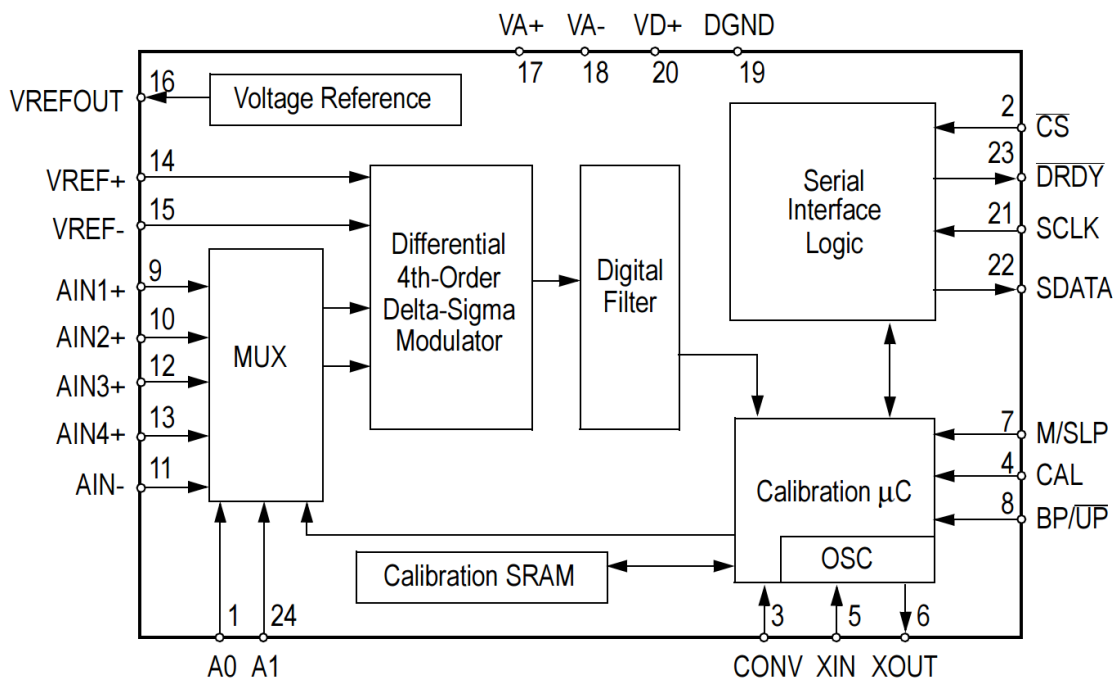 VA+ VA- VD+ DGND
17 18 20 19
VREFOUT 16 Voltage Reference
VREF+ 14
VREF- 15
AIN1+ 9
AIN2+ 10
AIN3+ 12
AIN4+ 13
AIN- 11
MUX
Differential
4th-Order
Delta-Sigma
Modulator
Digital
Filter
Serial
Interface
Logic
2 C̅S̅
23 D̅R̅D̅Y̅
21 SCLK
22 SDATA
Calibration μC
OSC
7 M/SLP
4 CAL
8 BP/U̅P̅
Calibration SRAM
1 24 3 5 6
A0 A1 CONV XIN XOUT